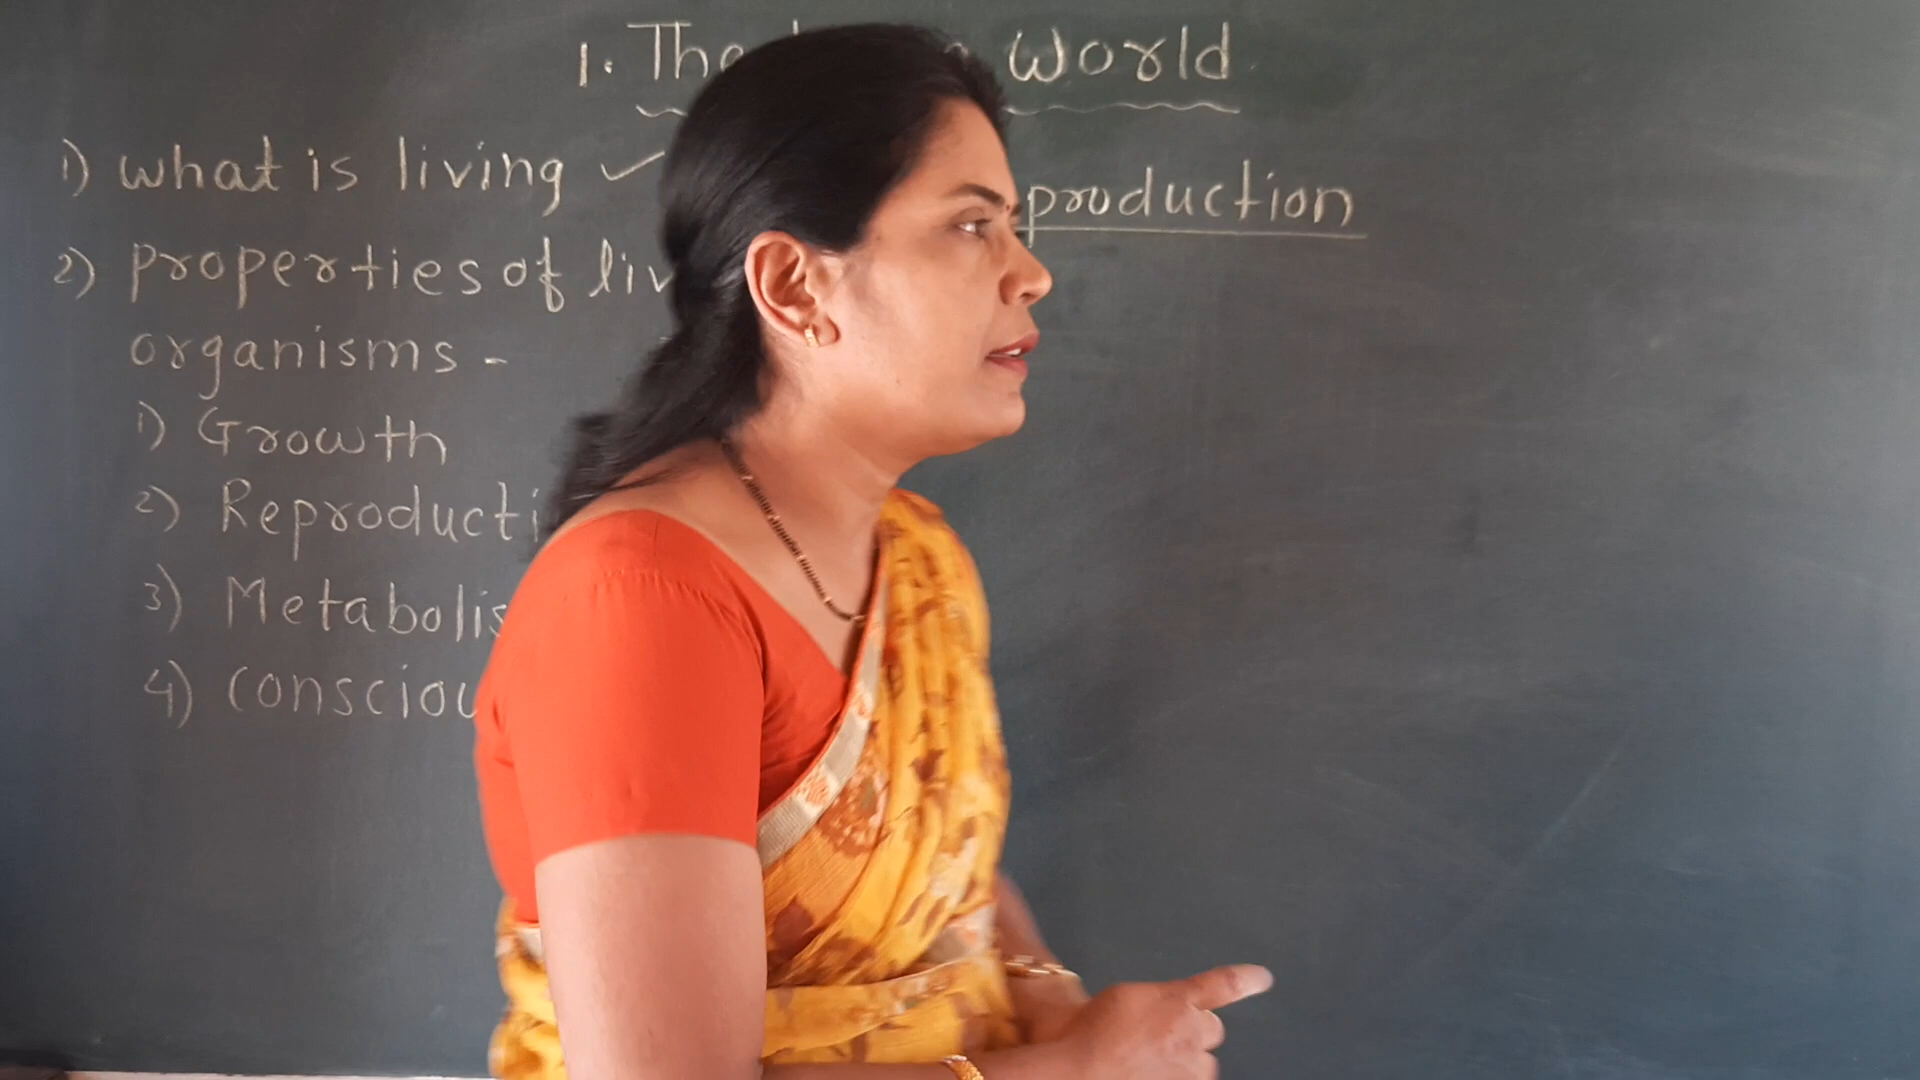 1. The World
1) what is living ✓
production
2) properties of liv
organisms -
1) Growth
2) Reproducti
3) Metabolis
4) consciou